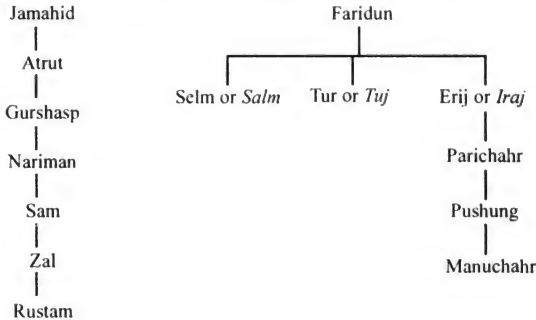 Jamahid
Atrut
Gurshasp
Nariman
Sam
Zal
Rustam
Faridun
Selm or Salm Tur or Tuj Erij or Iraj
Parichahr
Pushung
Manuchahr